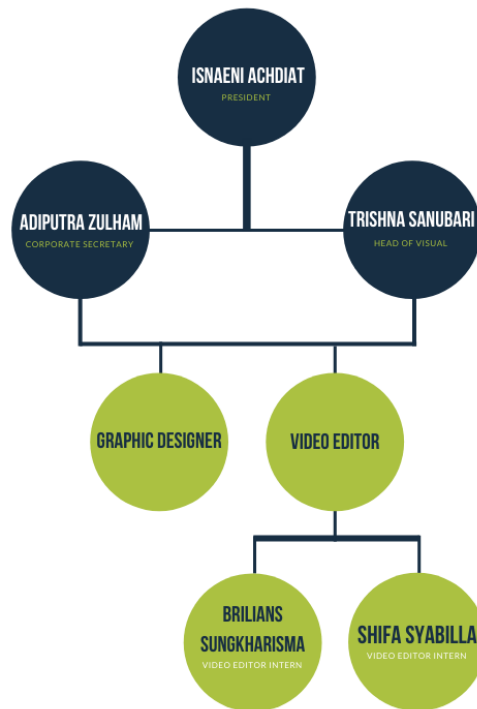 ISNAENI ACHDIAT
PRESIDENT
ADIPUTRA ZULHAM
CORPORATE SECRETARY
TRISHNA SANUBARI
HEAD OF VISUAL
GRAPHIC DESIGNER
VIDEO EDITOR
BRILIANS
SUNGKHARISMA
VIDEO EDITOR INTERN
SHIFA SYABILLA
VIDEO EDITOR INTERN